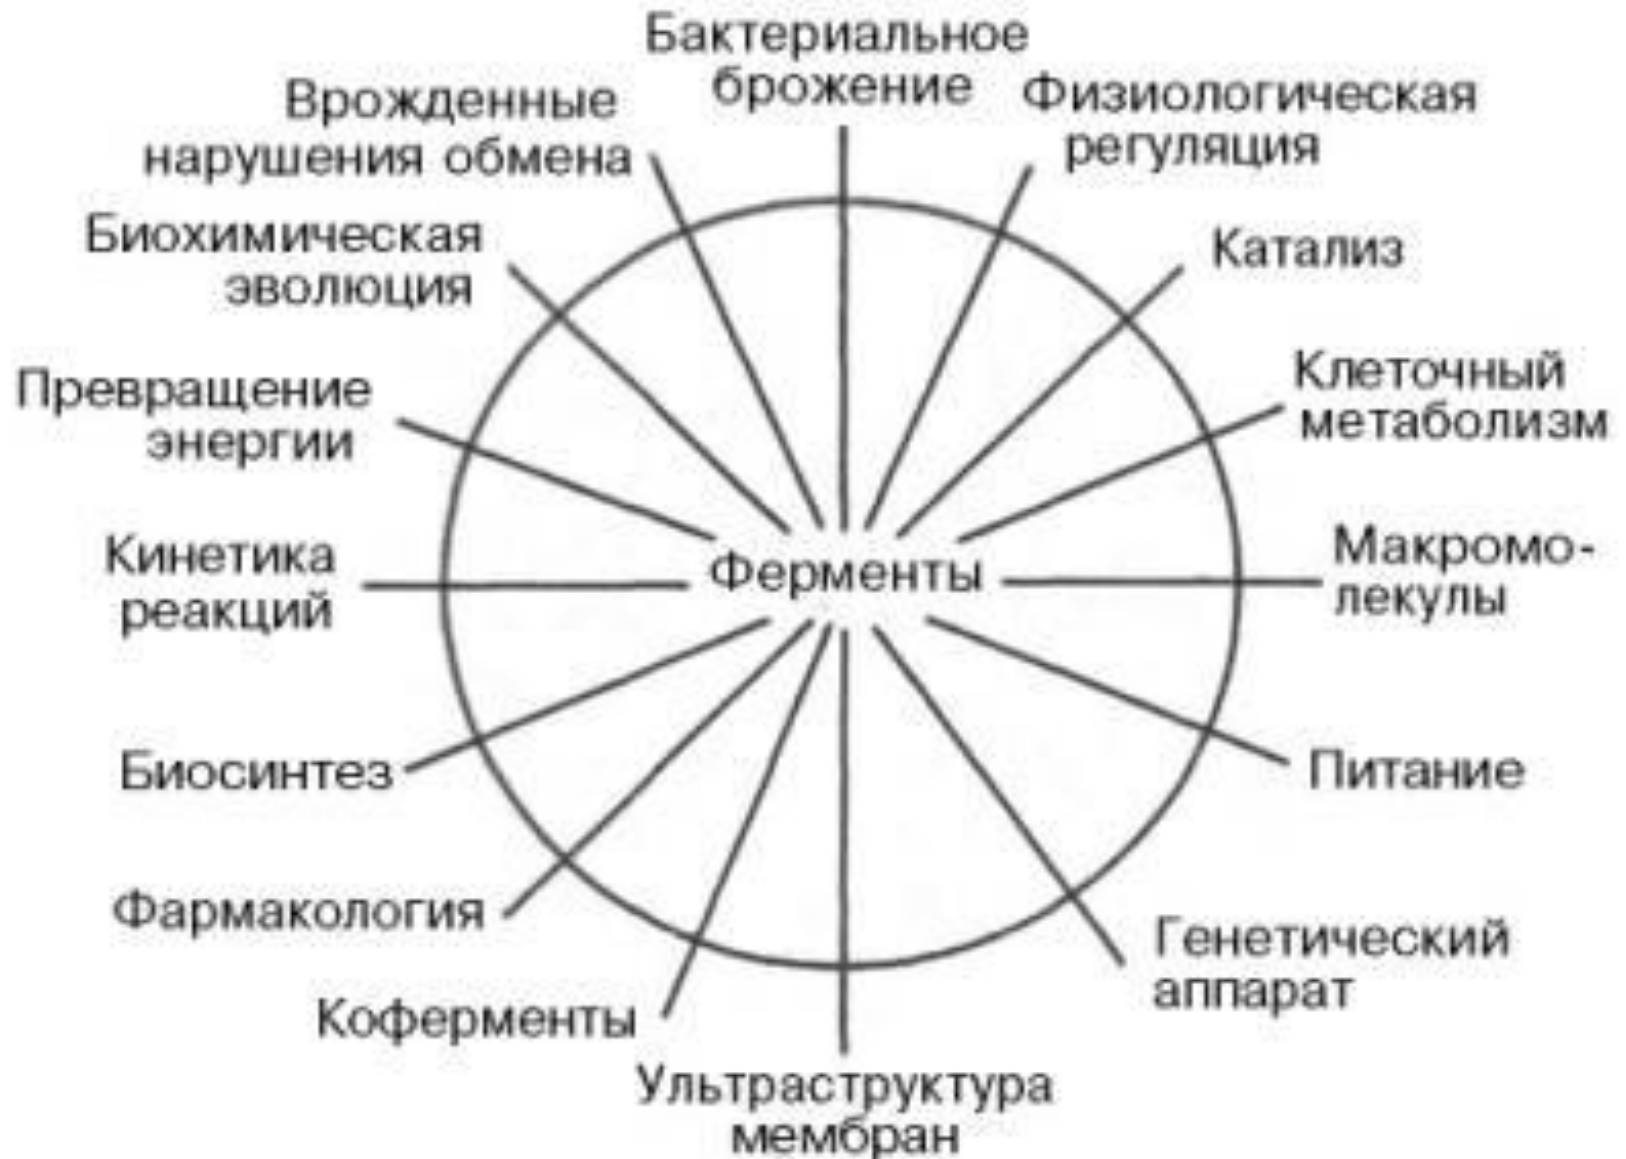 Бактериальное
брожение
Физиологическая
регуляция
Катализ
Клеточный
метаболизм
Макромо-
лекулы
Питание
Генетический
аппарат
Ультраструктура
мембран
Коферменты
Фармакология
Биосинтез
Кинетика
реакций
Превращение
энергии
Биохимическая
эволюция
Врожденные
нарушения обмена
Ферменты